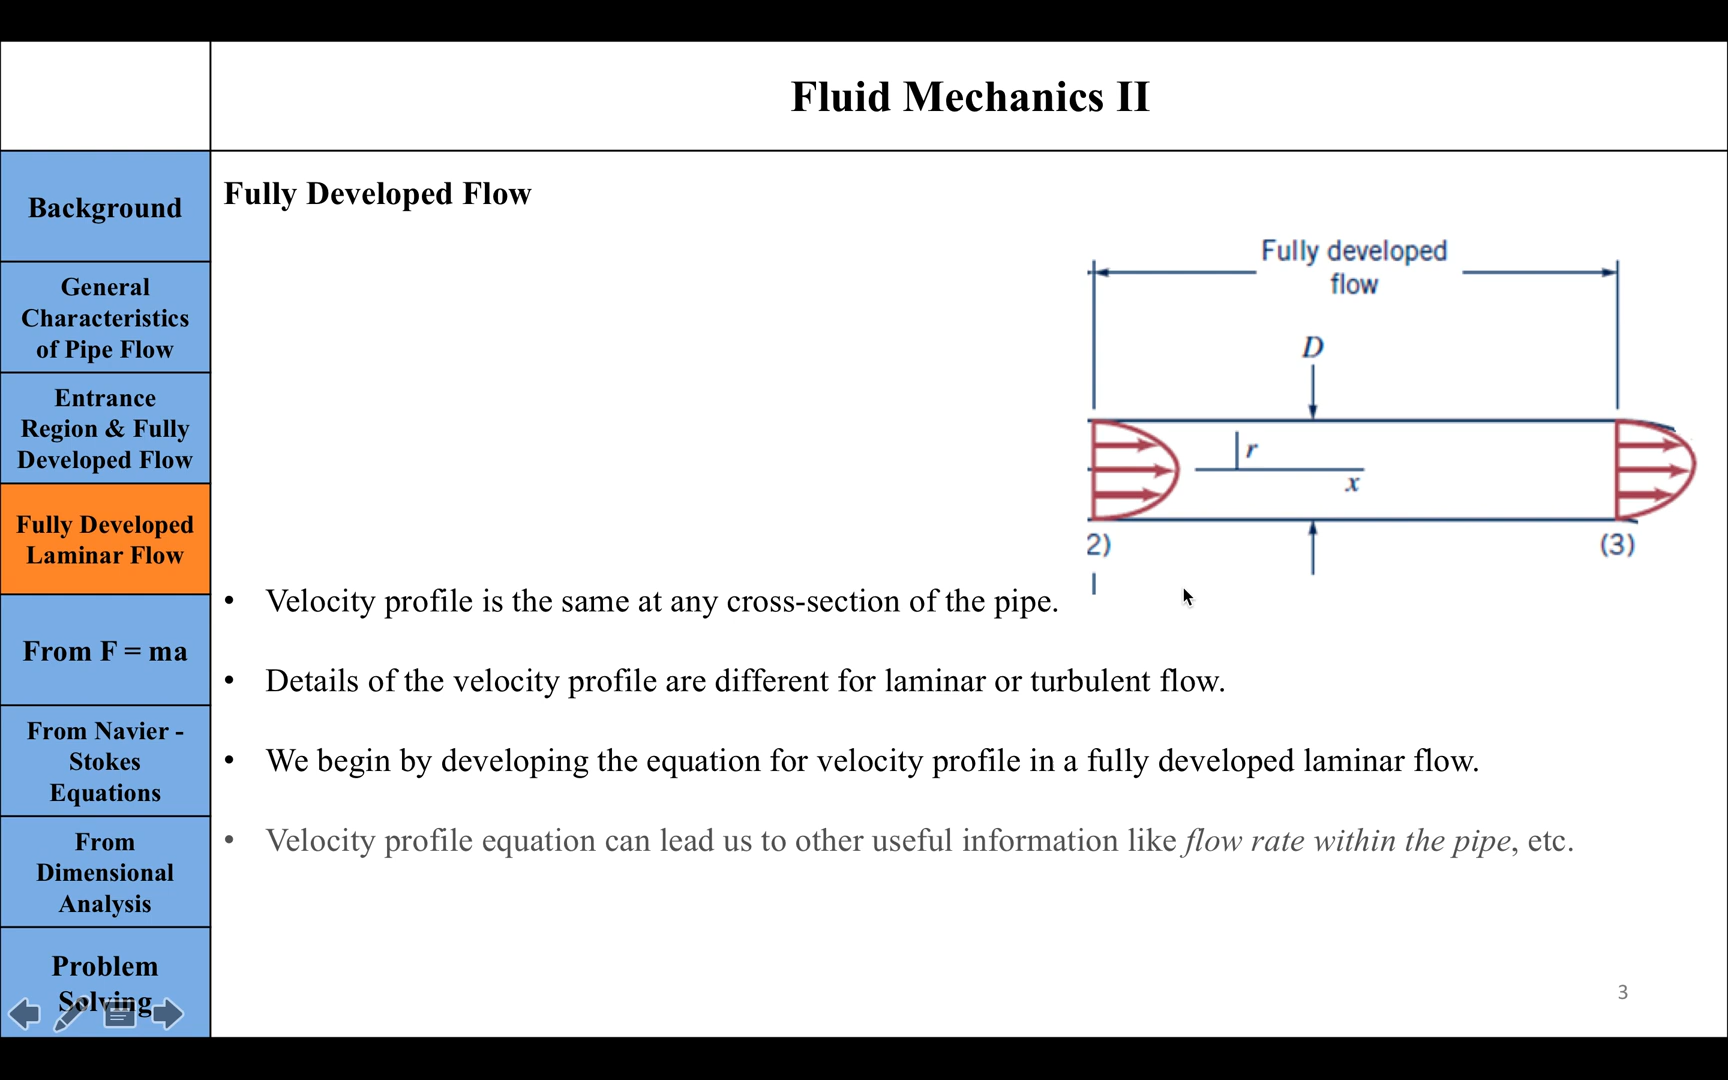 Fluid Mechanics II
Background
General
Characteristics
of Pipe Flow
Entrance
Region & Fully
Developed Flow
Fully Developed
Laminar Flow
From F = ma
From Navier -
Stokes
Equations
From
Dimensional
Analysis
Problem
Solving
Fully Developed Flow
Fully developed
flow
D
r
x
2)
(3)
• Velocity profile is the same at any cross-section of the pipe.
• Details of the velocity profile are different for laminar or turbulent flow.
• We begin by developing the equation for velocity profile in a fully developed laminar flow.
• Velocity profile equation can lead us to other useful information like flow rate within the pipe, etc.
3